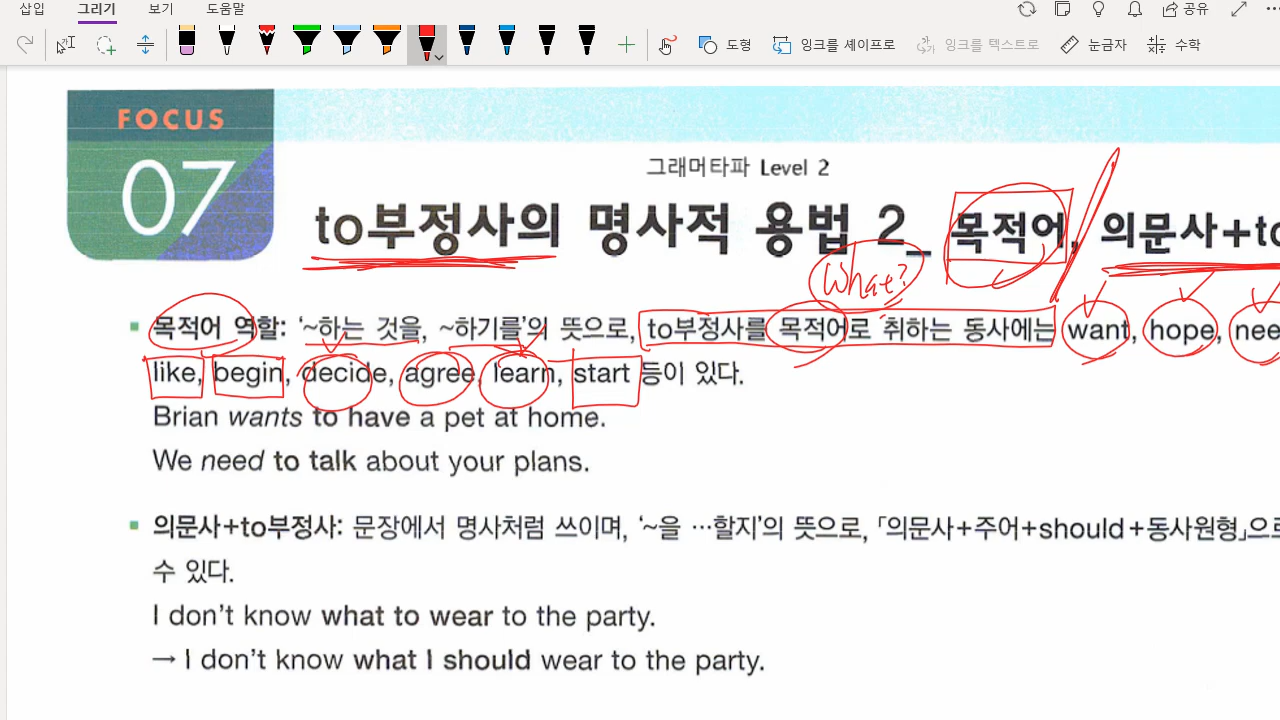 삽입 그리기 보기 도움말
공유
도형 잉크를 셰이프로 잉크를 텍스트로 눈금자 수학
FOCUS
07
그래머타파 Level 2
to부정사의 명사적 용법 2_ 목적어, 의문사+to
What?
목적어 역할: ‘~하는 것을, ~하기를’의 뜻으로, to부정사를 목적어로 취하는 동사에는 want, hope, nee
like, begin, decide, agree, learn, start 등이 있다.
Brian wants to have a pet at home.
We need to talk about your plans.
의문사+to부정사: 문장에서 명사처럼 쓰이며, ‘~을 …할지’의 뜻으로, 「의문사+주어+should+동사원형」으로
수 있다.
I don’t know what to wear to the party.
→ I don’t know what I should wear to the party.